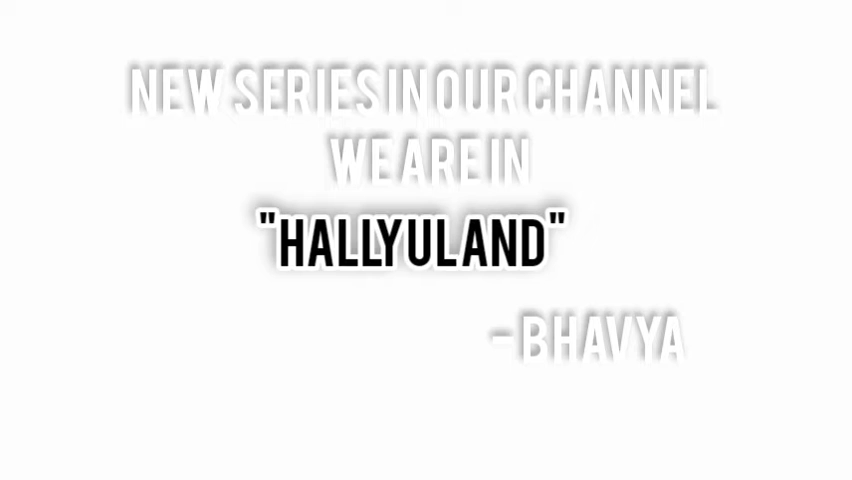 NEW SERIES IN OUR CHANNEL
WE ARE IN
"HALLYULAND"
- BHAVYA